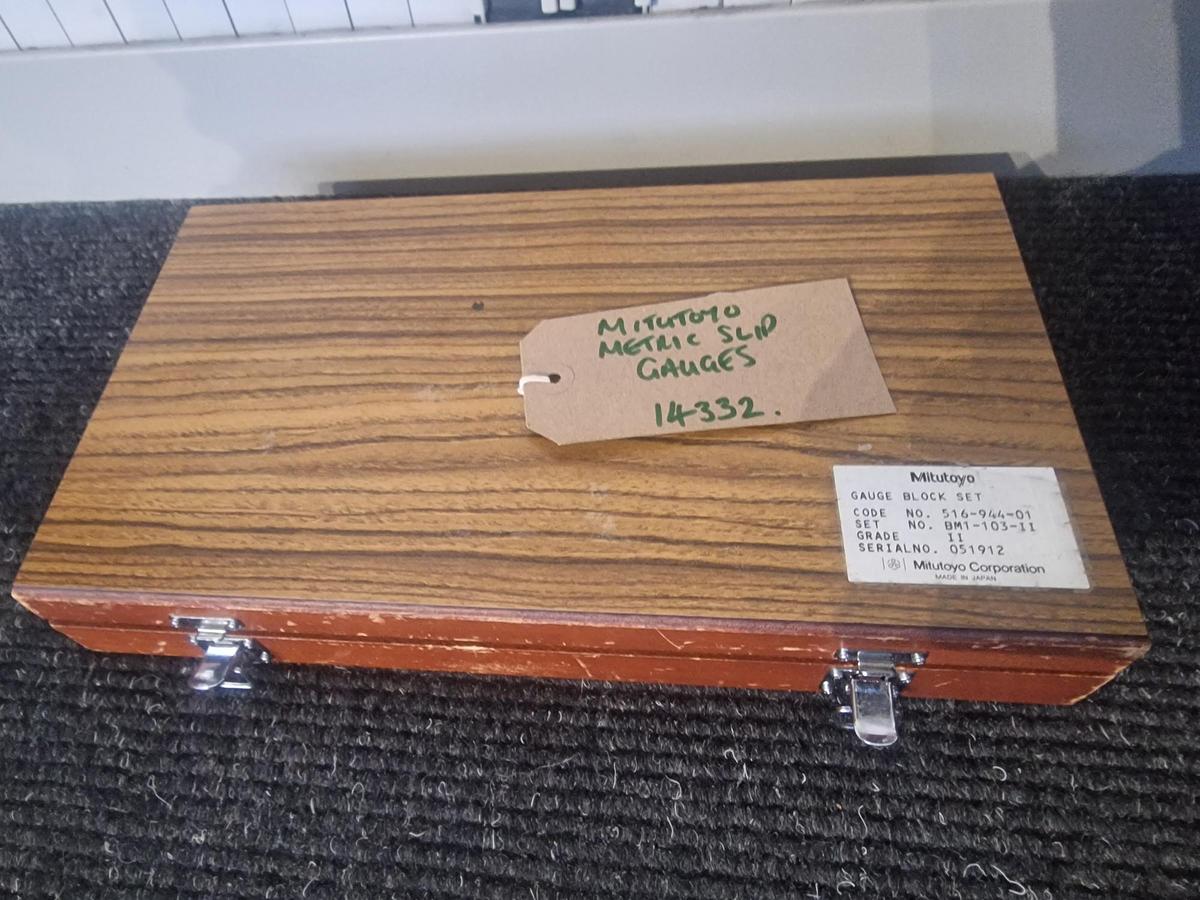 MITUTOYO
METRIC SLIP
GAUGES
14332.
Mitutoyo
GAUGE BLOCK SET
CODE NO. 516-944-01
SET NO. BM1-103-II
GRADE II
SERIALNO. 051912
Mitutoyo Corporation
MADE IN JAPAN